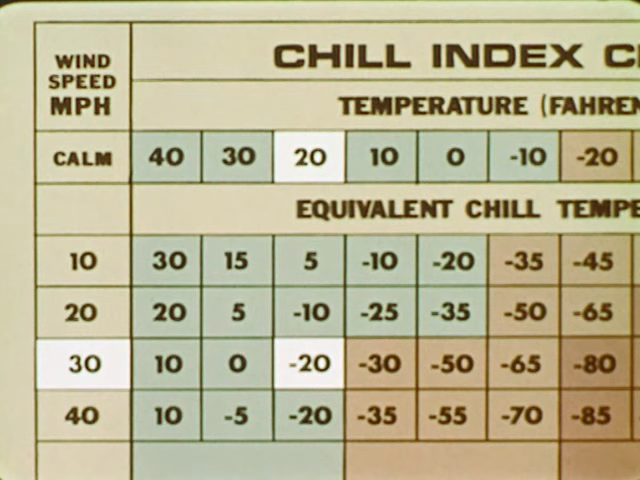 WIND
SPEED
MPH
CHILL INDEX
TEMPERATURE
CALM 40 30 20 10 0 -10 -20
EQUIVALENT CHILL
10 30 15 5 -10 -20 -35 -45
20 20 5 -10 -25 -35 -50 -65
30 10 0 -20 -30 -50 -65 -80
40 10 -5 -20 -35 -55 -70 -85